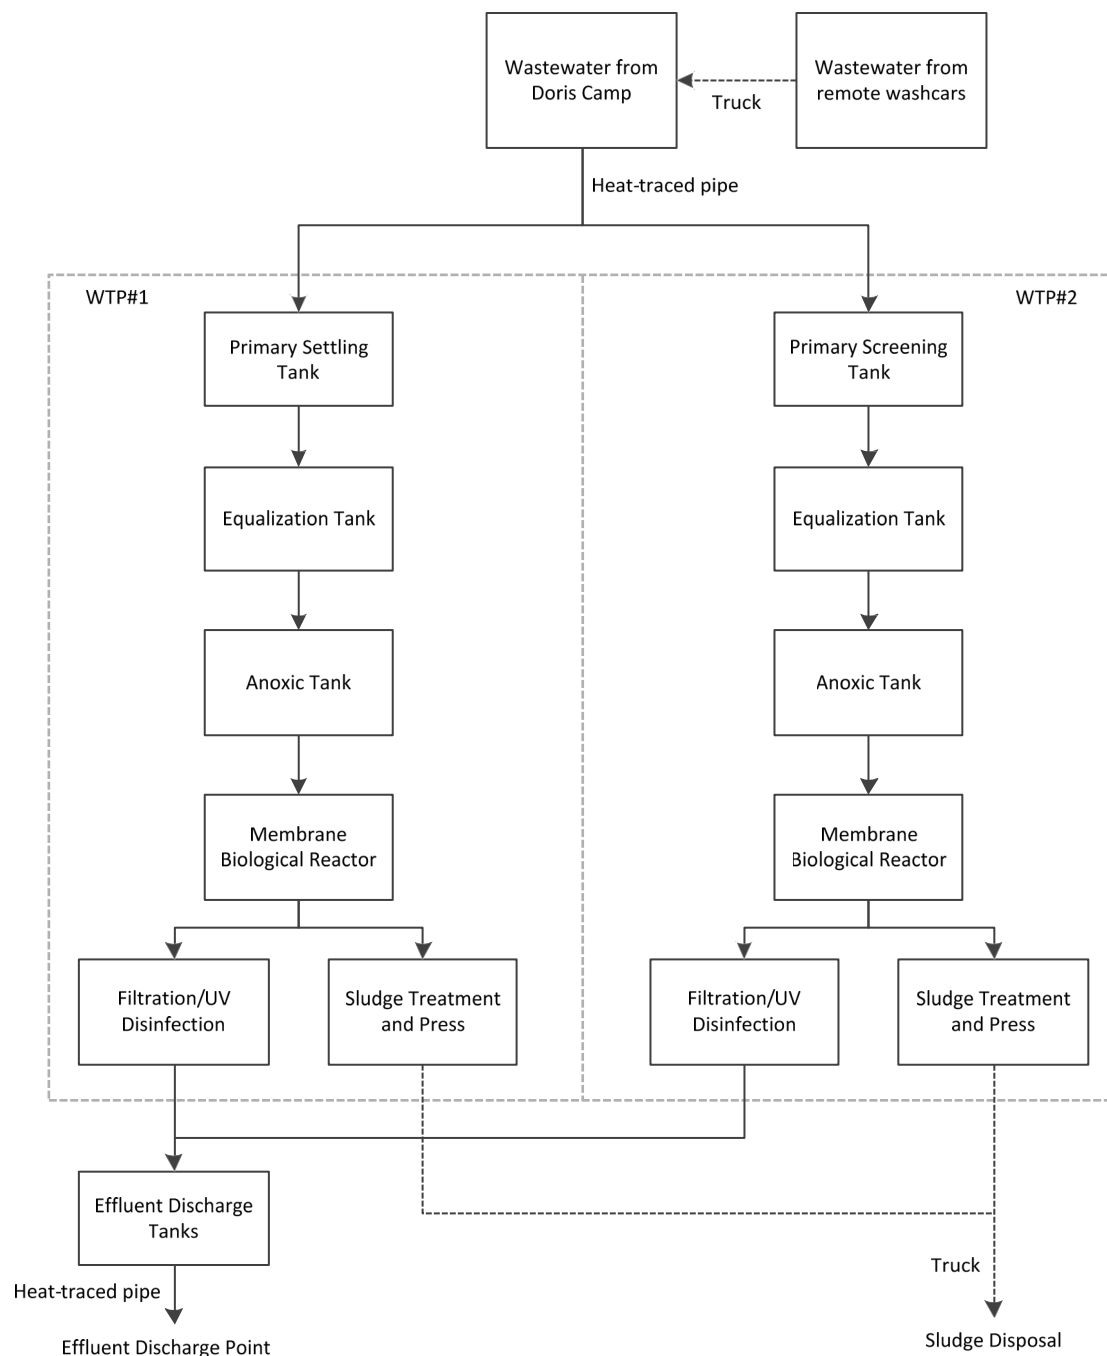 Wastewater from
Doris Camp
Truck
Wastewater from
remote washcars
Heat-traced pipe
WTP#1
WTP#2
Primary Settling
Tank
Primary Screening
Tank
Equalization Tank
Equalization Tank
Anoxic Tank
Anoxic Tank
Membrane
Biological Reactor
Membrane
Biological Reactor
Filtration/UV
Disinfection
Sludge Treatment
and Press
Filtration/UV
Disinfection
Sludge Treatment
and Press
Effluent Discharge
Tanks
Heat-traced pipe
Truck
Effluent Discharge Point
Sludge Disposal